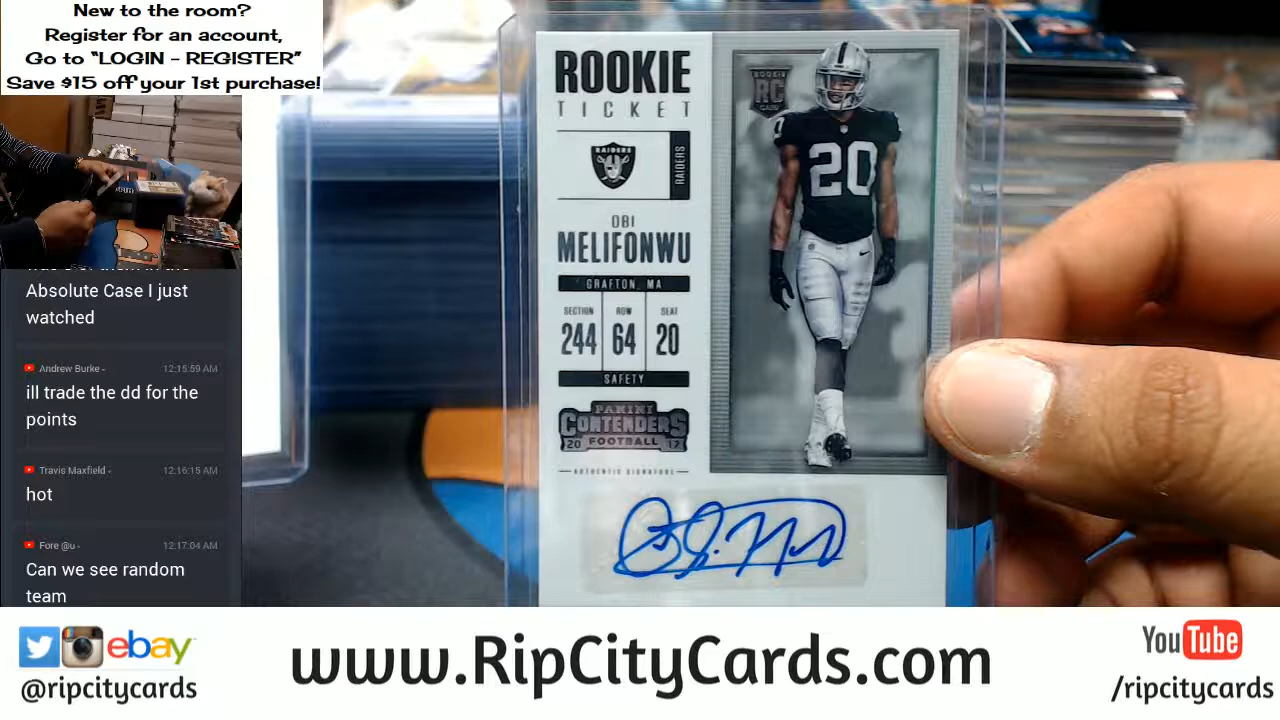 New to the room?
Register for an account,
Go to "LOGIN - REGISTER"
Save $15 off your 1st purchase!
Absolute Case I just
watched
Andrew Burke - 12:15:59 AM
ill trade the dd for the
points
Travis Maxfield - 12:16:15 AM
hot
Fore @u - 12:17:04 AM
Can we see random
team
ROOKIE
TICKET
RAIDERS
RAIDERS
OBI
MELIFONWU
GRAFTON, MA
SECTION ROW SEAT
244 64 20
SAFETY
PANINI
CONTENDERS
20 FOOTBALL 17
AUTHENTIC SIGNATURE
ROOKIE
RC
CARD
20
ebay
@ripcitycards
www.RipCityCards.com
YouTube
/ripcitycards